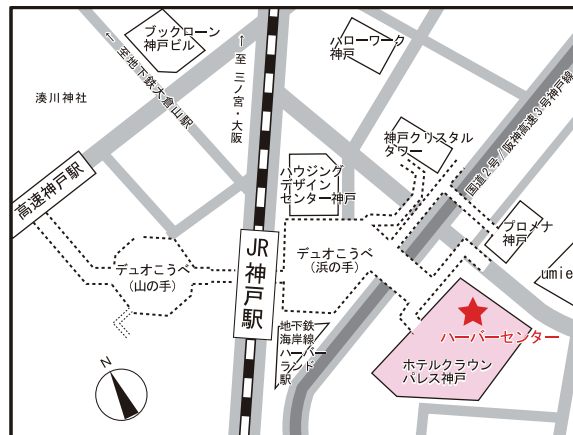 ブックローン
神戸ビル
← 至地下鉄大倉山駅
← 至 三ノ宮・大阪
ハローワーク
神戸
湊川神社
国道2号/阪神高速3号神戸線
神戸クリスタル
タワー
高速神戸駅
ハウジング
デザイン
センター神戸
プロメナ
神戸
デュオこうべ
(山の手)
JR
神戸駅
デュオこうべ
(浜の手)
umie
地下鉄
海岸線
ハーバー
ランド
駅
ハーバーセンター
ホテルクラウン
パレス神戸
N